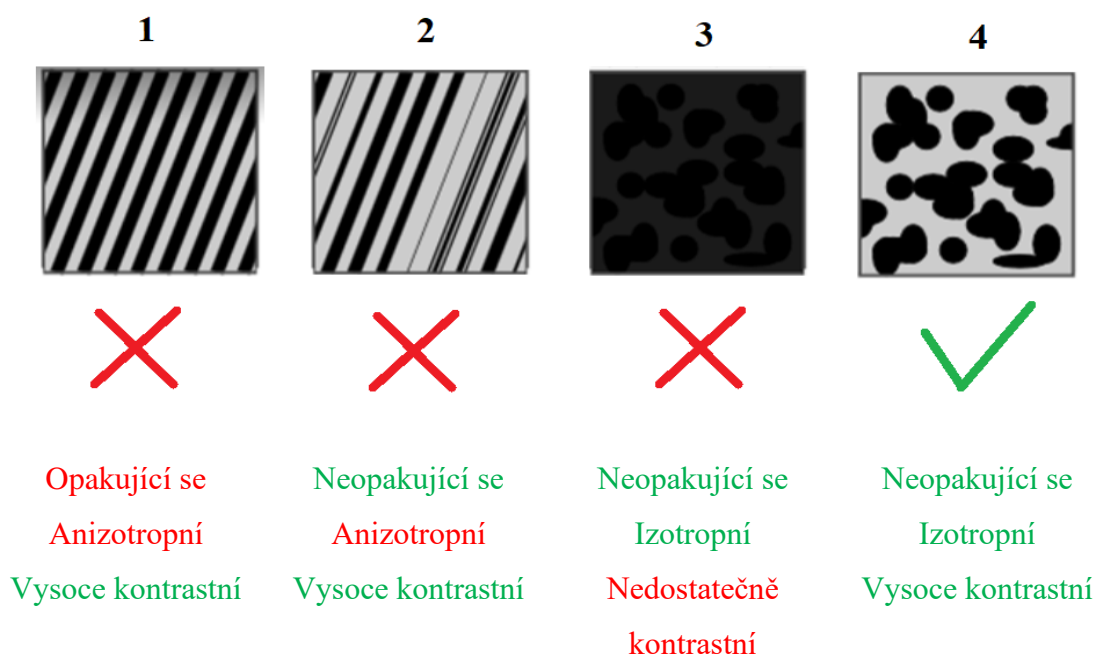 1
2
3
4
Opakující se
Anizotropní
Vysoce kontrastní
Neopakující se
Anizotropní
Vysoce kontrastní
Neopakující se
Izotropní
Nedostatečně
kontrastní
Neopakující se
Izotropní
Vysoce kontrastní